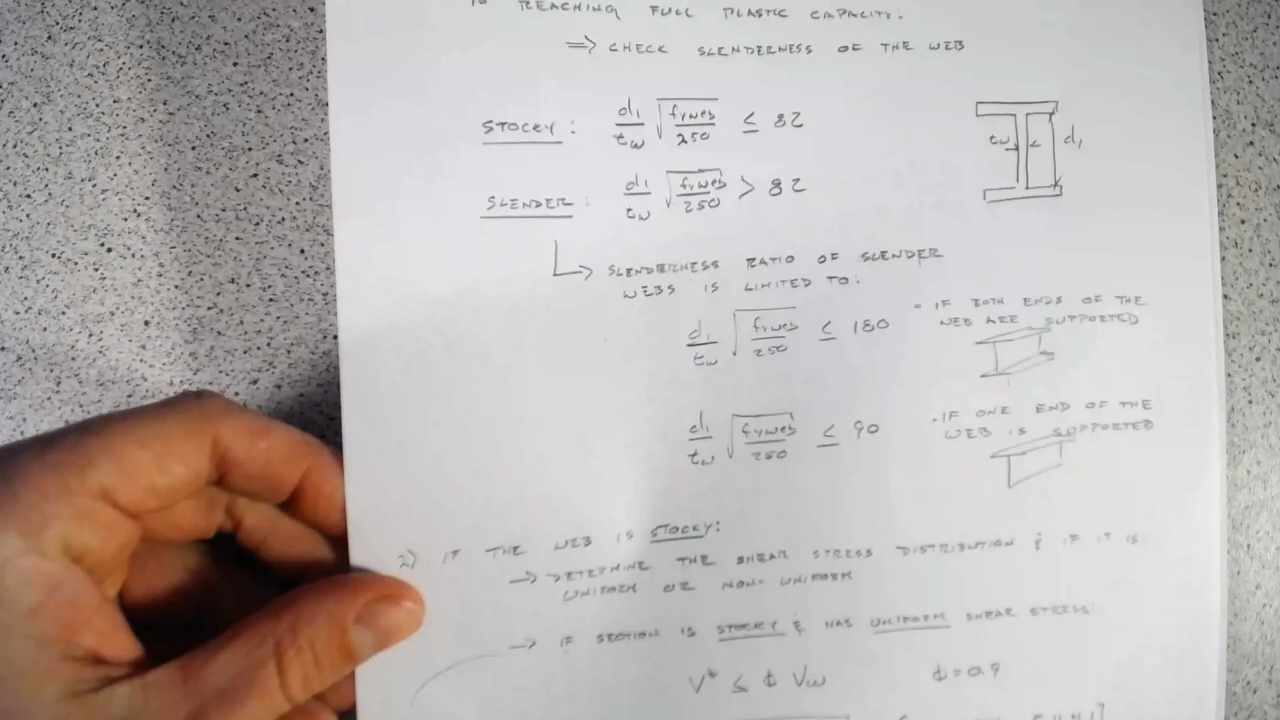 TO REACHING FULL PLASTIC CAPACITY.
⇒ CHECK SLENDERNESS OF THE WEB
STOCKY : d1/tw √(fyweb/250) ≤ 82
tw d1
SLENDER : d1/tw √(fyweb/250) > 82
→ SLENDERNESS RATIO OF SLENDER
WEBS IS LIMITED TO:
d1/tw √(fyweb/250) ≤ 180
• IF BOTH ENDS OF THE
WEB ARE SUPPORTED
d1/tw √(fyweb/250) ≤ 90
• IF ONE END OF THE
WEB IS SUPPORTED
2) IF THE WEB IS STOCKY:
→ DETERMINE THE SHEAR STRESS DISTRIBUTION & IF IT IS
UNIFORM OR NON-UNIFORM
→ IF SECTION IS STOCKY & HAS UNIFORM SHEAR STRESS:
V* ≤ ϕ Vw ϕ = 0.9